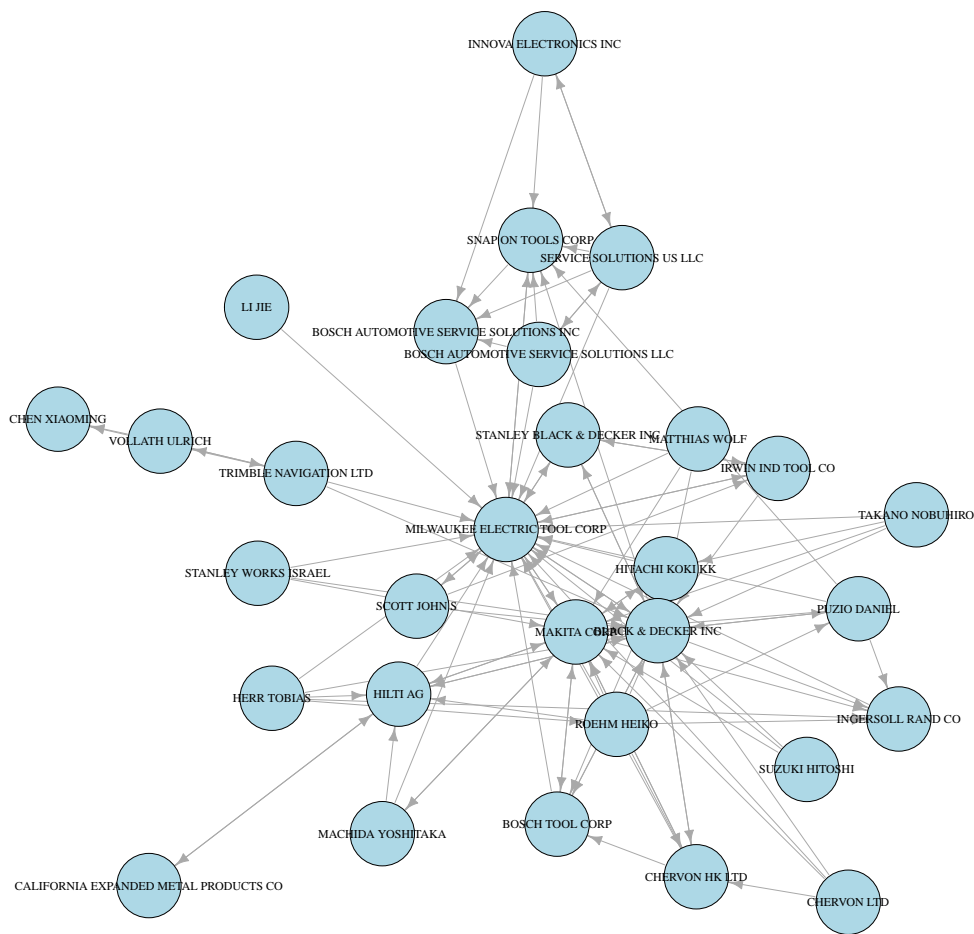 INNOVA ELECTRONICS INC
SNAP ON TOOLS CORP
SERVICE SOLUTIONS US LLC
LI JIE
BOSCH AUTOMOTIVE SERVICE SOLUTIONS INC
BOSCH AUTOMOTIVE SERVICE SOLUTIONS LLC
CHEN XIAOMING
VOLLATH ULRICH
STANLEY BLACK & DECKER INC
MATTHIAS WOLF
IRWIN IND TOOL CO
TRIMBLE NAVIGATION LTD
MILWAUKEE ELECTRIC TOOL CORP
TAKANO NOBUHIRO
STANLEY WORKS ISRAEL
HITACHI KOKI KK
SCOTT JOHN S
PUZIO DANIEL
MAKITA CORP
BLACK & DECKER INC
HERR TOBIAS
HILTI AG
ROEHM HEIKO
INGERSOLL RAND CO
SUZUKI HITOSHI
MACHIDA YOSHITAKA
BOSCH TOOL CORP
CHERVON HK LTD
CALIFORNIA EXPANDED METAL PRODUCTS CO
CHERVON LTD